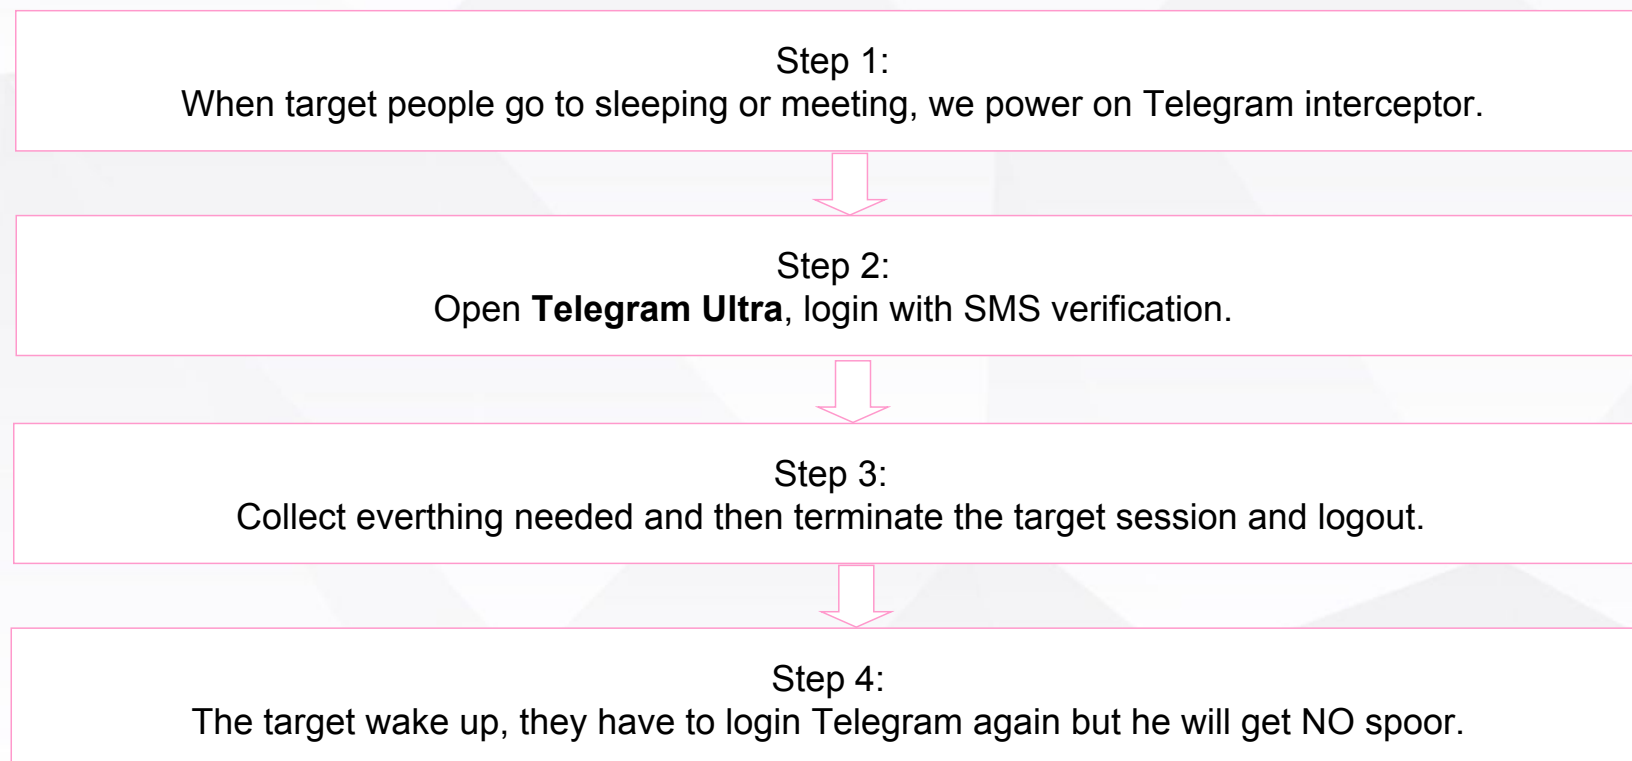 Step 1:
When target people go to sleeping or meeting, we power on Telegram interceptor.
Step 2:
Open Telegram Ultra, login with SMS verification.
Step 3:
Collect everthing needed and then terminate the target session and logout.
Step 4:
The target wake up, they have to login Telegram again but he will get NO spoor.